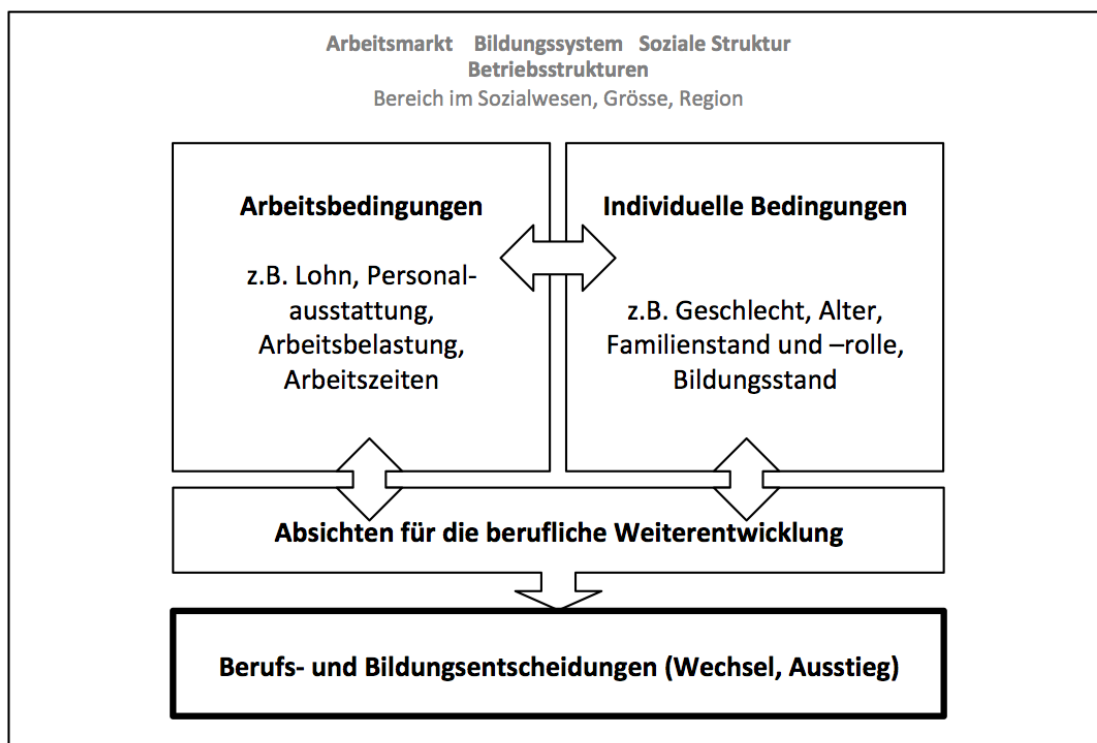 Arbeitsmarkt Bildungssystem Soziale Struktur
Betriebsstrukturen
Bereich im Sozialwesen, Grösse, Region
Arbeitsbedingungen
z.B. Lohn, Personal-
ausstattung,
Arbeitsbelastung,
Arbeitszeiten
Individuelle Bedingungen
z.B. Geschlecht, Alter,
Familienstand und –rolle,
Bildungsstand
Absichten für die berufliche Weiterentwicklung
Berufs- und Bildungsentscheidungen (Wechsel, Ausstieg)